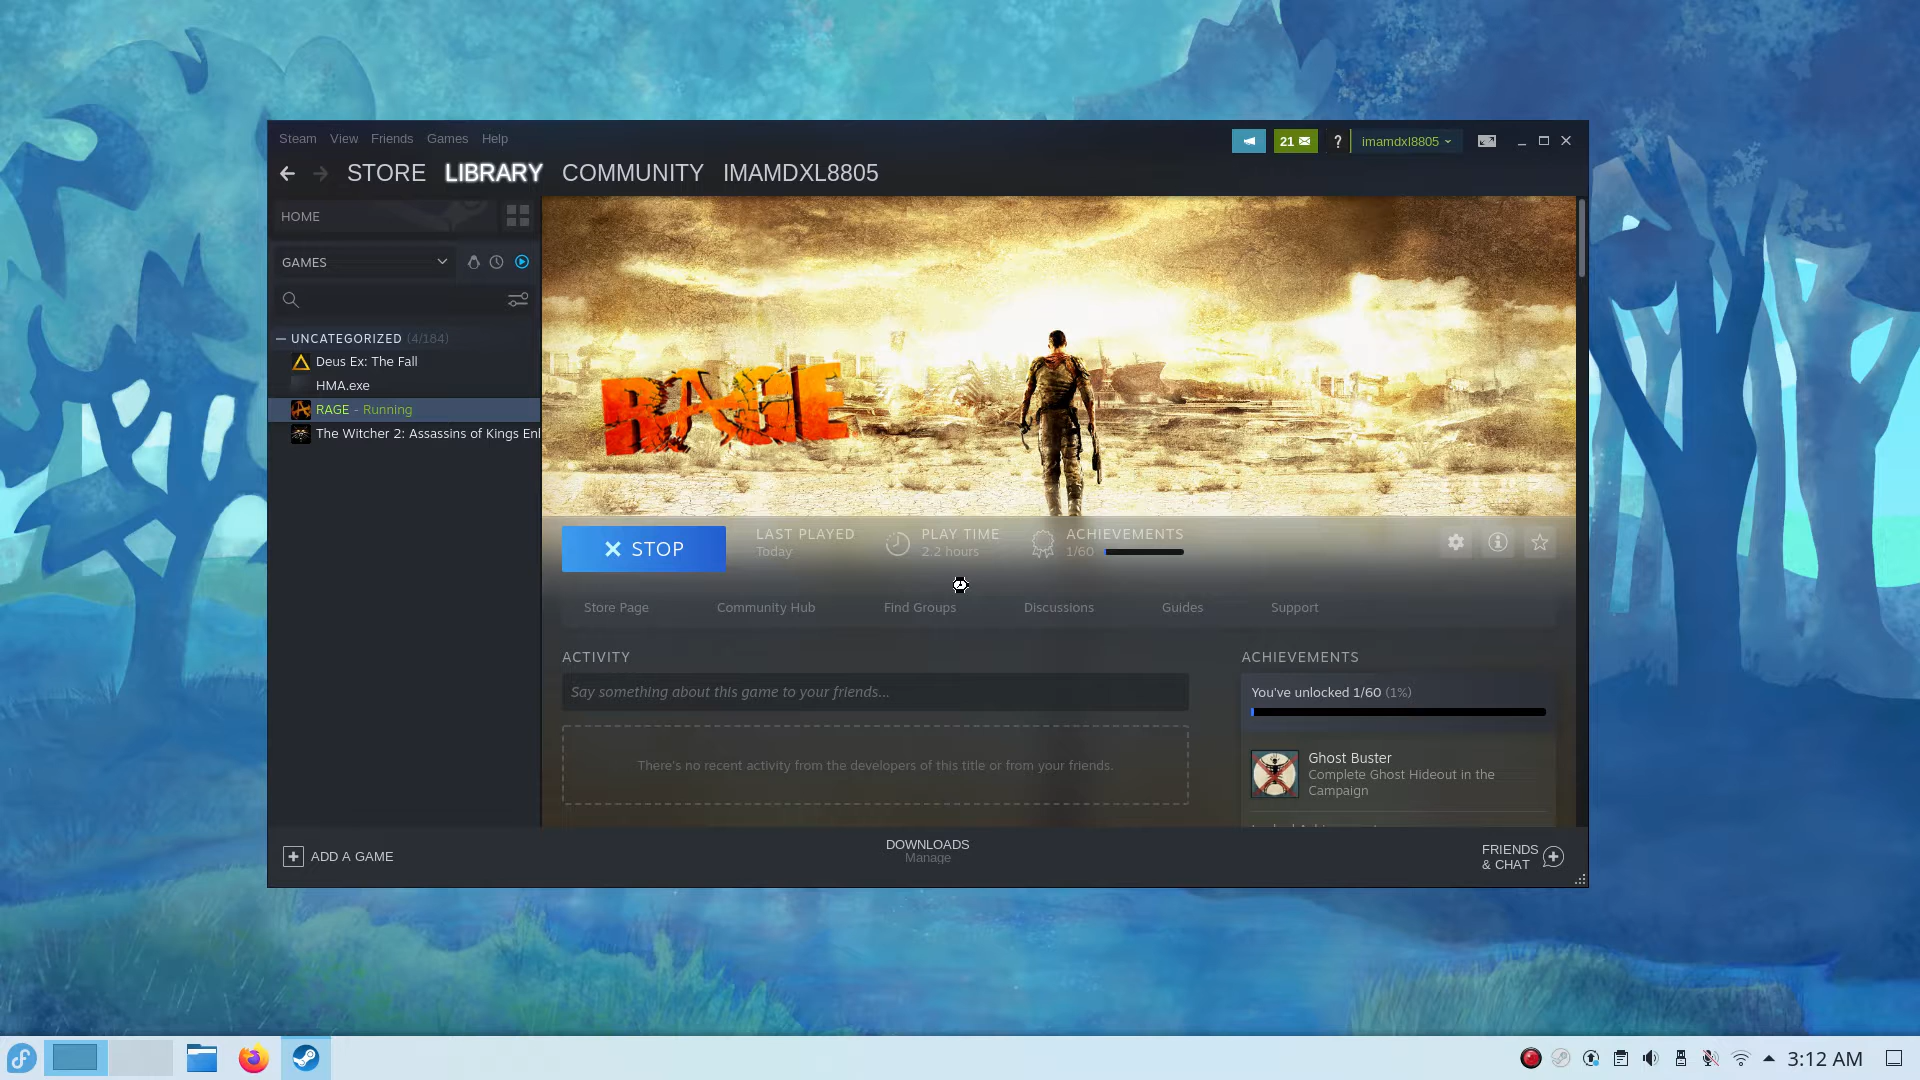 Steam View Friends Games Help
21
?
imamdxl8805
STORE LIBRARY COMMUNITY IMAMDXL8805
HOME
GAMES
UNCATEGORIZED (4/184)
Deus Ex: The Fall
HMA.exe
RAGE - Running
The Witcher 2: Assassins of Kings Enl
RAGE
STOP
LAST PLAYED
Today
PLAY TIME
2.2 hours
ACHIEVEMENTS
1/60
Store Page Community Hub Find Groups Discussions Guides Support
ACTIVITY
Say something about this game to your friends...
There's no recent activity from the developers of this title or from your friends.
ACHIEVEMENTS
You've unlocked 1/60 (1%)
Ghost Buster
Complete Ghost Hideout in the
Campaign
ADD A GAME
DOWNLOADS
Manage
FRIENDS
& CHAT
3:12 AM